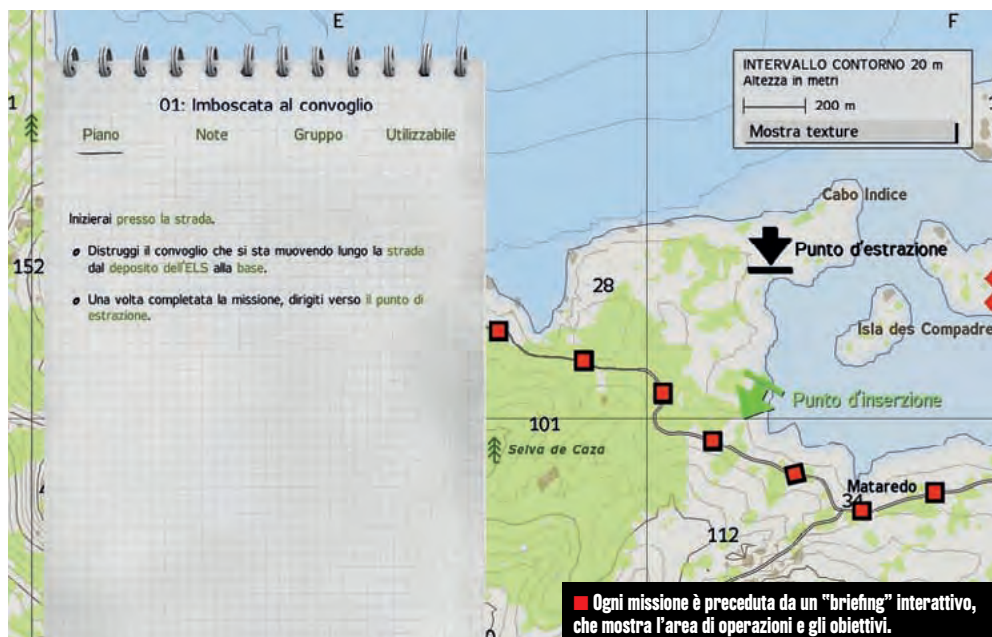 E
F
1
01: Imboscata al convoglio
Piano Note Gruppo Utilizzabile
Inizierai presso la strada.
Distruggi il convoglio che si sta muovendo lungo la strada
dal deposito dell'ELS alla base.
Una volta completata la missione, dirigiti verso il punto di
estrazione.
152
INTERVALLO CONTORNO 20 m
Altezza in metri
200 m
Mostra texture
Cabo Indice
Punto d'estrazione
28
Isla des Compadre
Punto d'inserzione
101
Selva de Caza
Mataredo
34
112
Ogni missione è preceduta da un "briefing" interattivo,
che mostra l'area di operazioni e gli obiettivi.